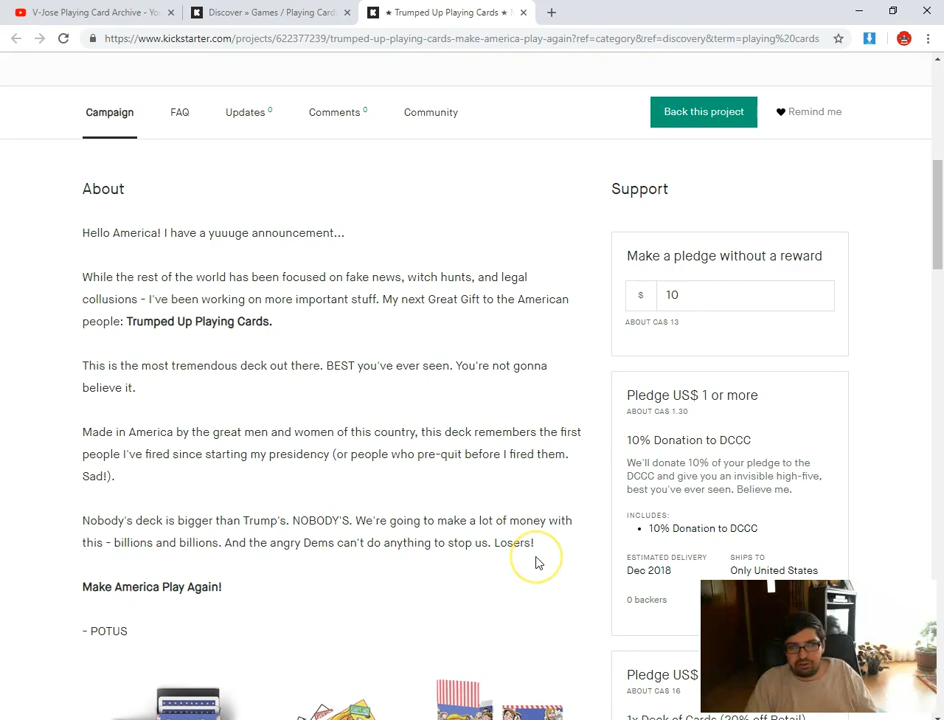 V-Jose Playing Card Archive - Yo
Discover » Games / Playing Card
★ Trumped Up Playing Cards ★
https://www.kickstarter.com/projects/622377239/trumped-up-playing-cards-make-america-play-again?ref=category&ref=discovery&term=playing%20cards
Campaign FAQ Updates 0 Comments 0 Community Back this project Remind me
About
Hello America! I have a yuuuge announcement...
While the rest of the world has been focused on fake news, witch hunts, and legal
collusions - I've been working on more important stuff. My next Great Gift to the American
people: Trumped Up Playing Cards.
This is the most tremendous deck out there. BEST you've ever seen. You're not gonna
believe it.
Made in America by the great men and women of this country, this deck remembers the first
people I've fired since starting my presidency (or people who pre-quit before I fired them.
Sad!).
Nobody's deck is bigger than Trump's. NOBODY'S. We're going to make a lot of money with
this - billions and billions. And the angry Dems can't do anything to stop us. Losers!
Make America Play Again!
- POTUS
Support
Make a pledge without a reward
$ 10
ABOUT CA$ 13
Pledge US$ 1 or more
ABOUT CA$ 1.30
10% Donation to DCCC
We'll donate 10% of your pledge to the
DCCC and give you an invisible high-five,
best you've ever seen. Believe me.
INCLUDES:
• 10% Donation to DCCC
ESTIMATED DELIVERY SHIPS TO
Dec 2018 Only United States
0 backers
Pledge US$
ABOUT CA$ 16
1x Deck of Cards (20% off Retail)